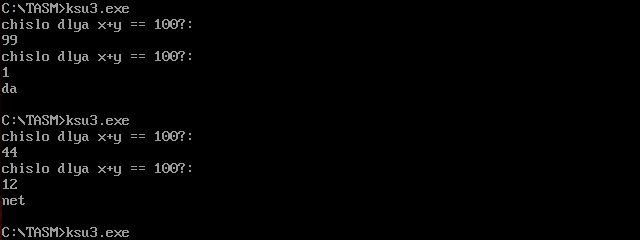 C:\TASM>ksu3.exe
chislo dlya x+y == 100?:
99
chislo dlya x+y == 100?:
1
da
C:\TASM>ksu3.exe
chislo dlya x+y == 100?:
44
chislo dlya x+y == 100?:
12
net
C:\TASM>ksu3.exe